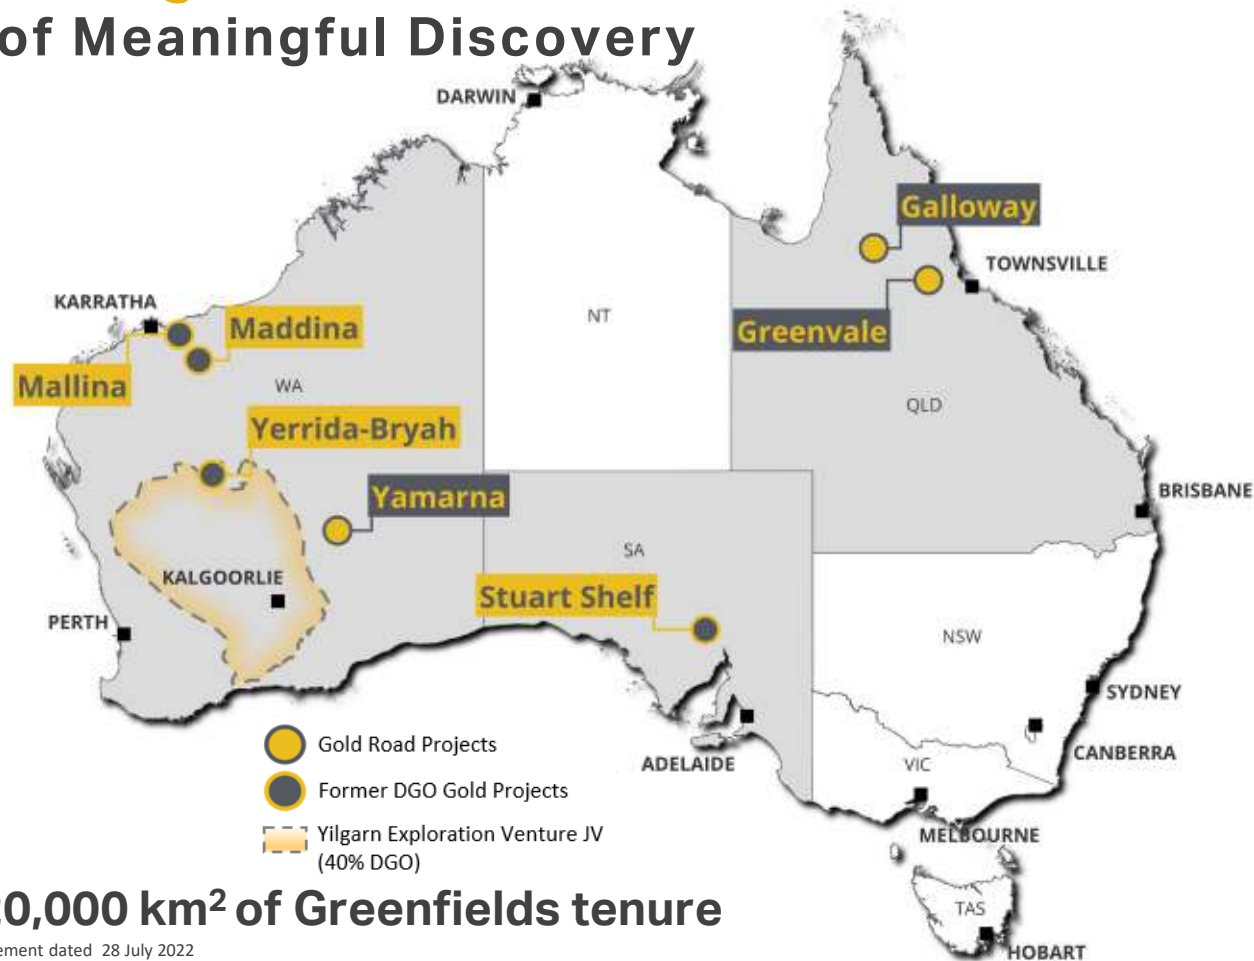 of Meaningful Discovery
DARWIN
Galloway
TOWNSVILLE
KARRATHA
Maddina
NT
Greenvale
Mallina
WA
QLD
Yerrida-Bryah
Yamarna
BRISBANE
SA
KALGOORLIE
Stuart Shelf
PERTH
NSW
SYDNEY
Gold Road Projects
CANBERRA
ADELAIDE
VIC
Former DGO Gold Projects
Yilgarn Exploration Venture JV
(40% DGO)
MELBOURNE
0,000 km² of Greenfields tenure
TAS
ement dated 28 July 2022
HOBART